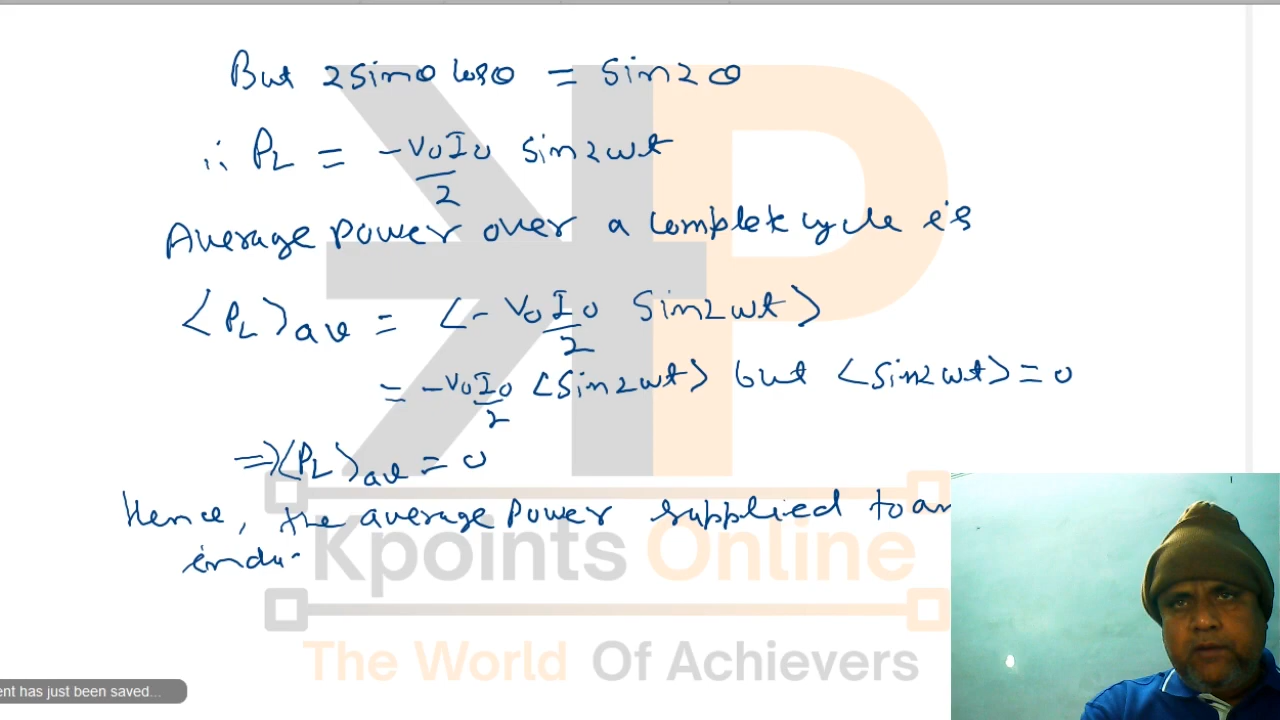 But 2 sinθ cosθ = sin2θ
∴ PL = -V0I0/2 sin2ωt
Average power over a complete cycle is
⟨PL⟩av = ⟨- V0I0/2 sin2ωt⟩
= -V0I0/2 ⟨sin2ωt⟩ but ⟨sin2ωt⟩ = 0
⇒ ⟨PL⟩av = 0
Hence, the average power supplied to an
indu
Kpoints Online
The World Of Achievers
ent has just been saved...